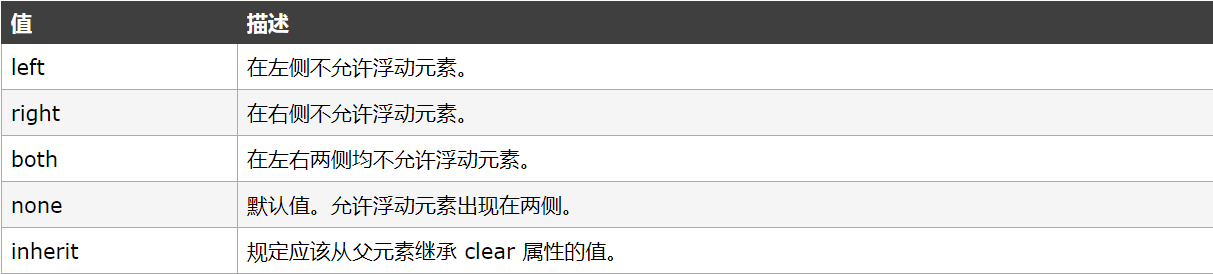 值 描述
left 在左侧不允许浮动元素。
right 在右侧不允许浮动元素。
both 在左右两侧均不允许浮动元素。
none 默认值。允许浮动元素出现在两侧。
inherit 规定应该从父元素继承 clear 属性的值。